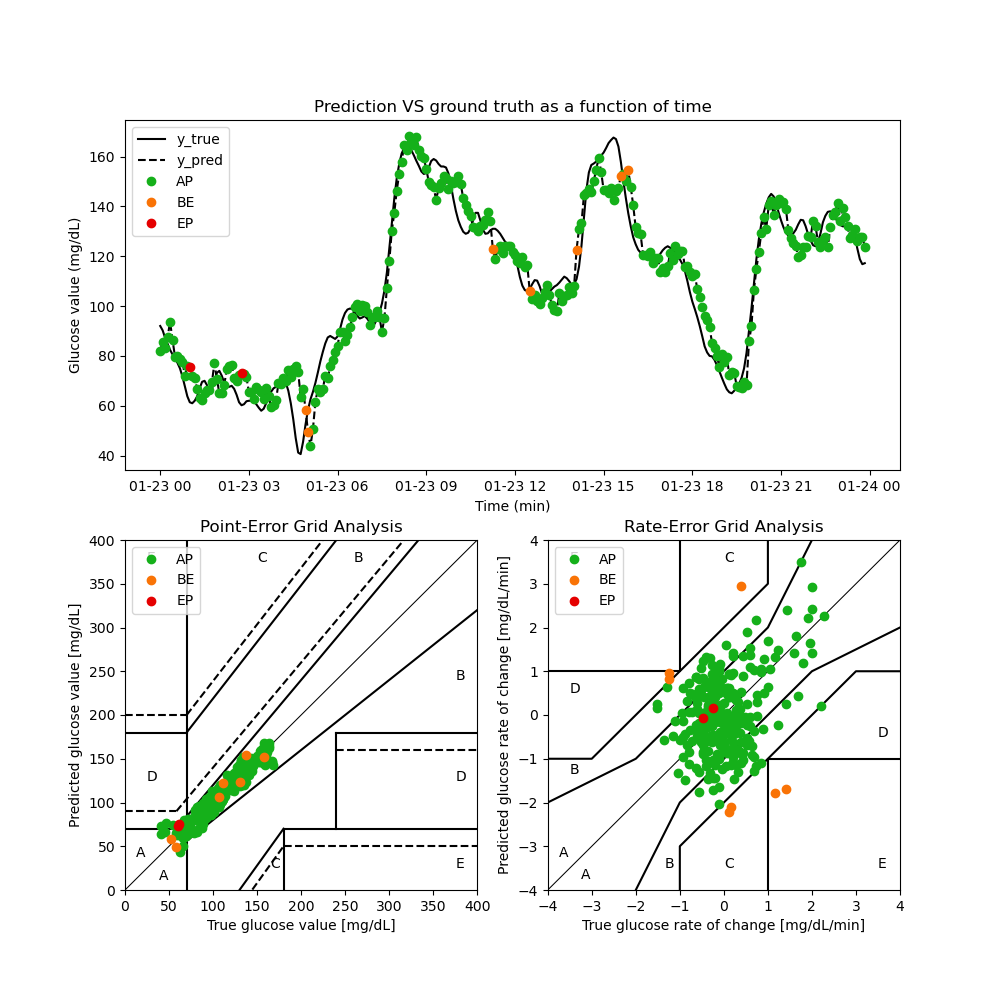 Prediction VS ground truth as a function of time
y_true
y_pred
AP
BE
EP
Glucose value (mg/dL)
160
140
120
100
80
60
40
01-23 00 01-23 03 01-23 06 01-23 09 01-23 12 01-23 15 01-23 18 01-23 21 01-24 00
Time (min)
Point-Error Grid Analysis
AP
BE
EP
C
B
B
D
D
A
A
C
E
Predicted glucose value [mg/dL]
400
350
300
250
200
150
100
50
0
0 50 100 150 200 250 300 350 400
True glucose value [mg/dL]
Rate-Error Grid Analysis
AP
BE
EP
C
D
D
B
A
A
B
C
E
Predicted glucose rate of change [mg/dL/min]
4
3
2
1
0
−1
−2
−3
−4
−4 −3 −2 −1 0 1 2 3 4
True glucose rate of change [mg/dL/min]